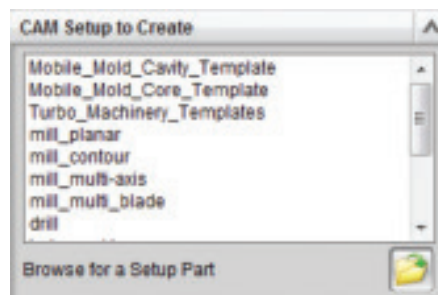 CAM Setup to Create
Mobile_Mold_Cavity_Template
Mobile_Mold_Core_Template
Turbo_Machinery_Templates
mill_planar
mill_contour
mill_multi-axis
mill_multi_blade
drill
Browse for a Setup Part